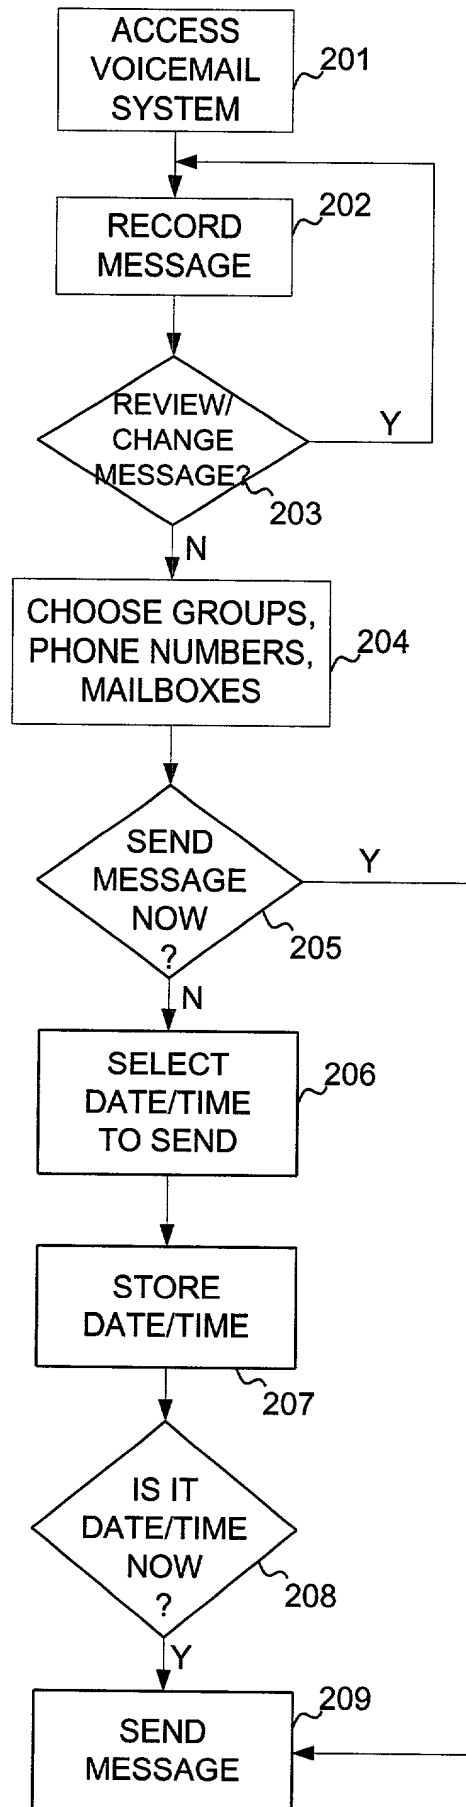 ACCESS
VOICEMAIL
SYSTEM
201
RECORD
MESSAGE
202
REVIEW/
CHANGE
MESSAGE?
203
Y
N
CHOOSE GROUPS,
PHONE NUMBERS,
MAILBOXES
204
SEND
MESSAGE
NOW
?
205
Y
N
SELECT
DATE/TIME
TO SEND
206
STORE
DATE/TIME
207
IS IT
DATE/TIME
NOW
?
208
Y
SEND
MESSAGE
209